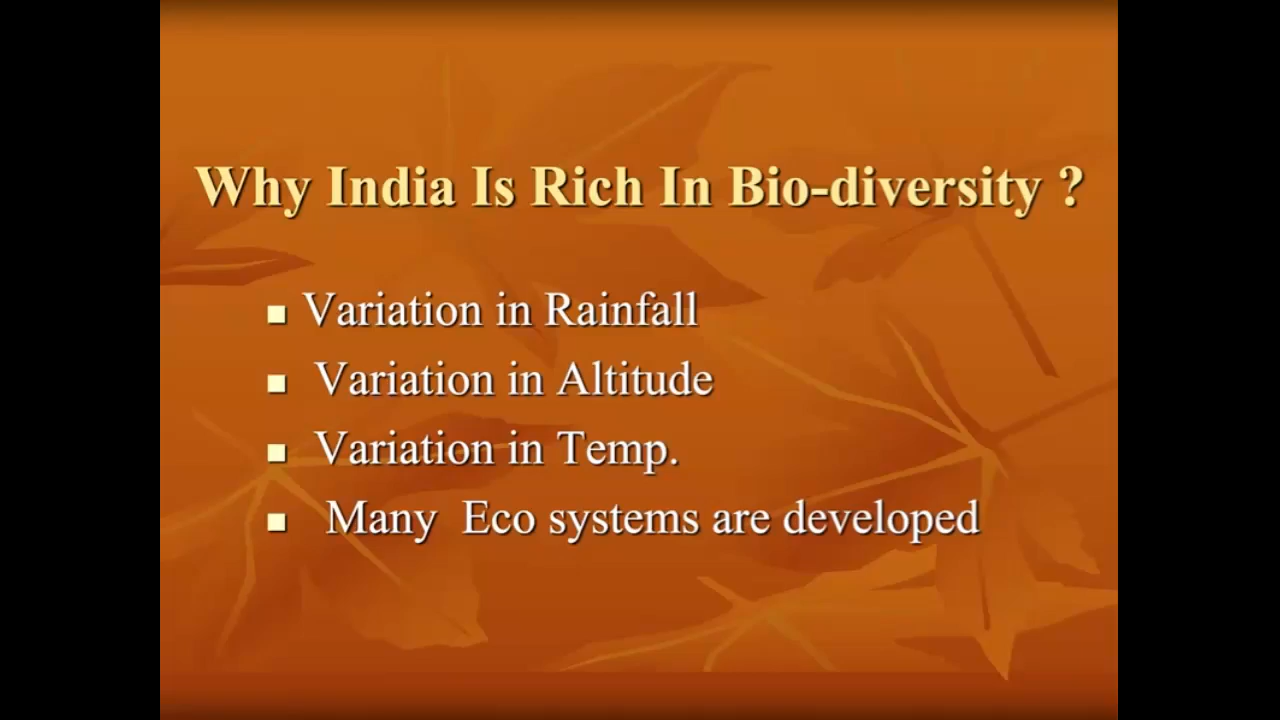 Why India Is Rich In Bio-diversity ?
Variation in Rainfall
Variation in Altitude
Variation in Temp.
Many Eco systems are developed